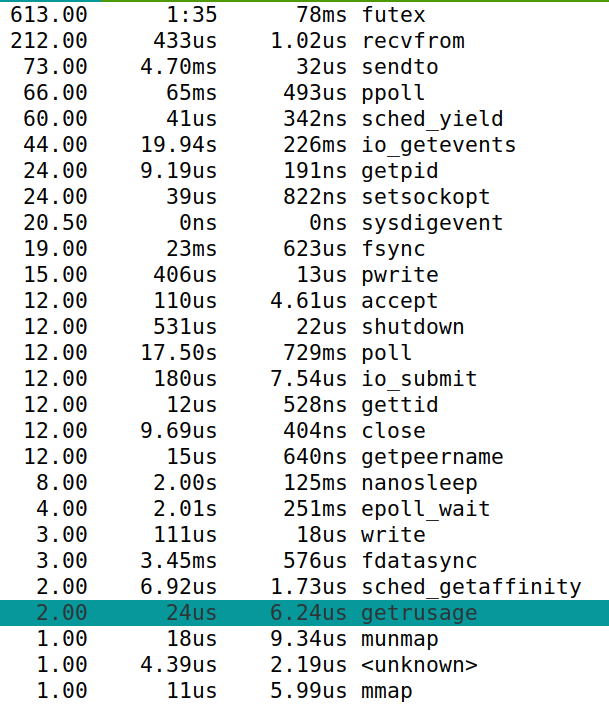 613.00 1:35 78ms futex
212.00 433us 1.02us recvfrom
73.00 4.70ms 32us sendto
66.00 65ms 493us ppoll
60.00 41us 342ns sched_yield
44.00 19.94s 226ms io_getevents
24.00 9.19us 191ns getpid
24.00 39us 822ns setsockopt
20.50 0ns 0ns sysdigevent
19.00 23ms 623us fsync
15.00 406us 13us pwrite
12.00 110us 4.61us accept
12.00 531us 22us shutdown
12.00 17.50s 729ms poll
12.00 180us 7.54us io_submit
12.00 12us 528ns gettid
12.00 9.69us 404ns close
12.00 15us 640ns getpeername
8.00 2.00s 125ms nanosleep
4.00 2.01s 251ms epoll_wait
3.00 111us 18us write
3.00 3.45ms 576us fdatasync
2.00 6.92us 1.73us sched_getaffinity
2.00 24us 6.24us getrusage
1.00 18us 9.34us munmap
1.00 4.39us 2.19us <unknown>
1.00 11us 5.99us mmap